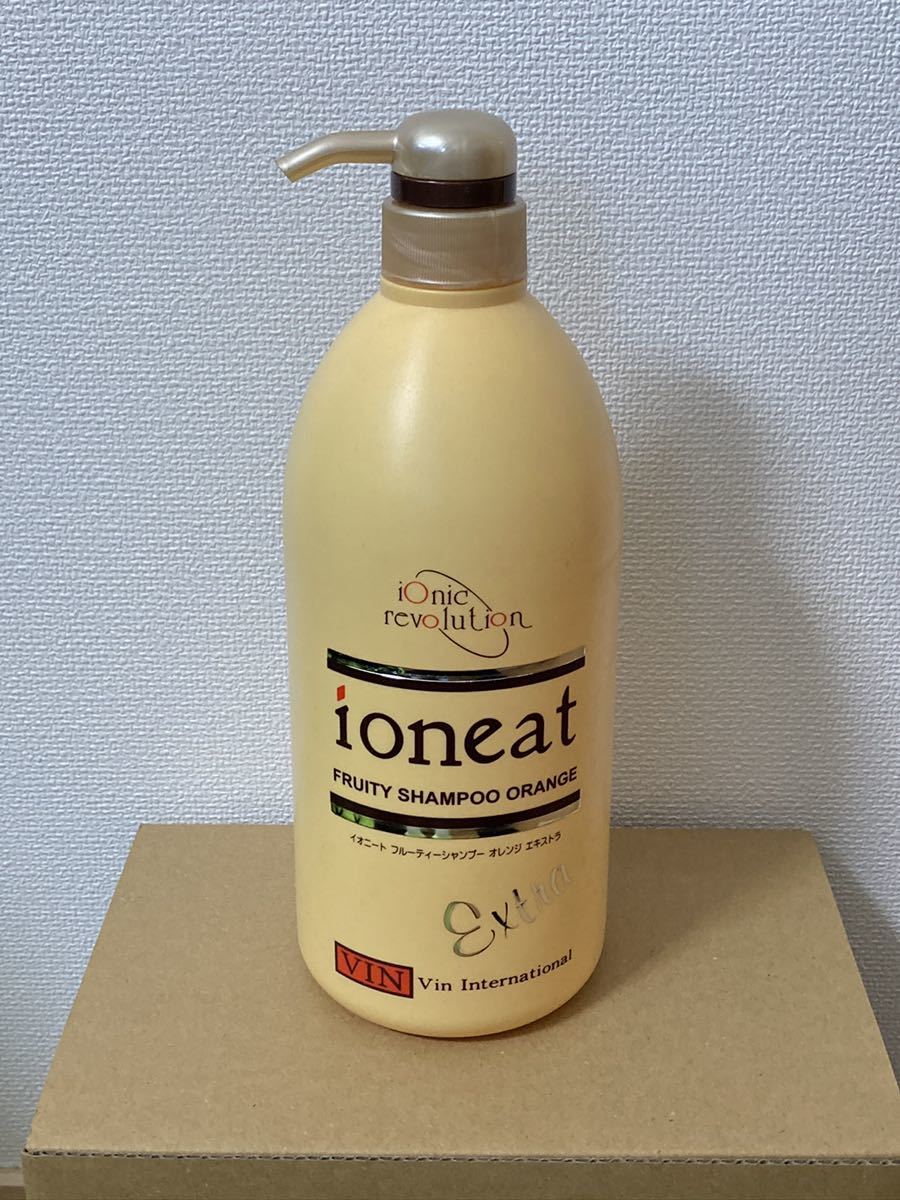 iOnic
revolution
ioneat
FRUITY SHAMPOO ORANGE
イオニート フルーティーシャンプー オレンジ エキストラ
Extra
VIN Vin International